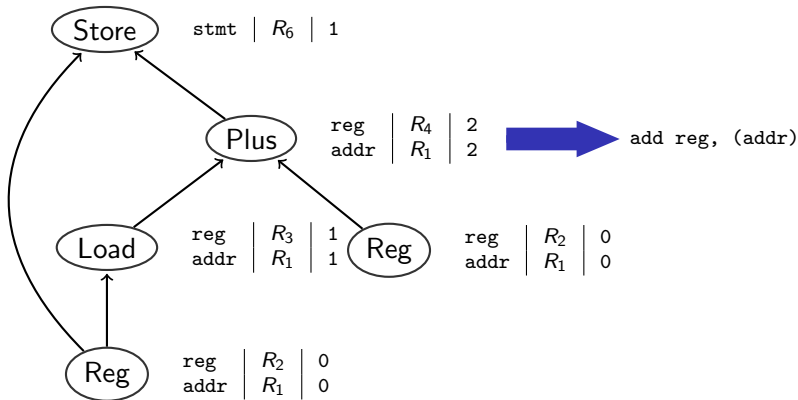 Store stmt | R6 | 1
Plus reg | R4 | 2
addr | R1 | 2
add reg, (addr)
Load reg | R3 | 1
addr | R1 | 1
Reg reg | R2 | 0
addr | R1 | 0
Reg reg | R2 | 0
addr | R1 | 0